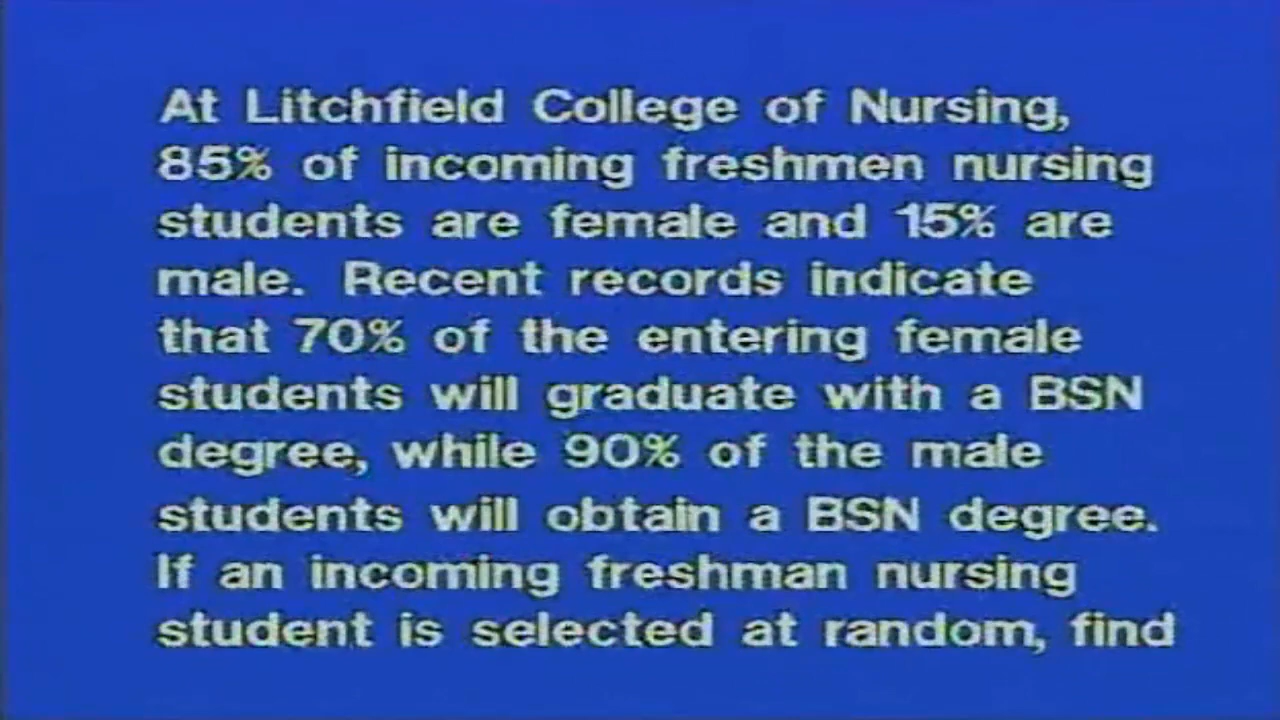 At Litchfield College of Nursing,
85% of incoming freshmen nursing
students are female and 15% are
male. Recent records indicate
that 70% of the entering female
students will graduate with a BSN
degree, while 90% of the male
students will obtain a BSN degree.
If an incoming freshman nursing
student is selected at random, find